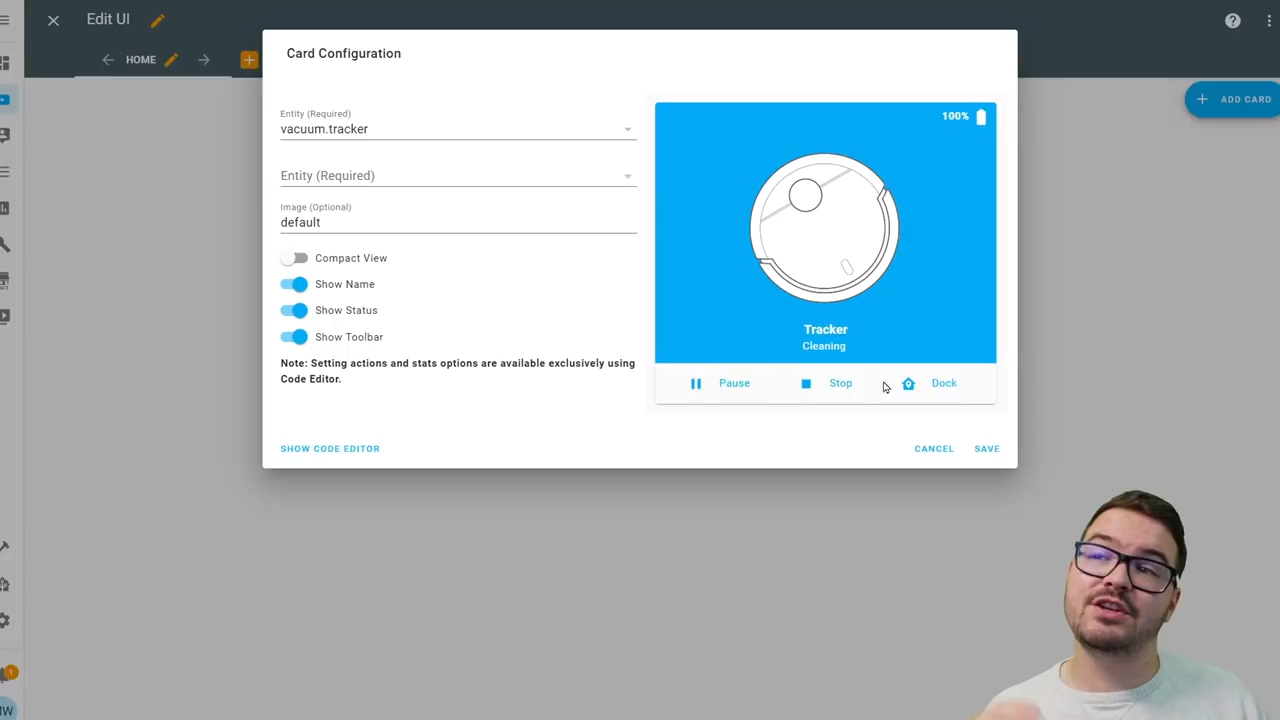 Edit UI
HOME
ADD CARD
Card Configuration
Entity (Required)
vacuum.tracker
Entity (Required)
Image (Optional)
default
Compact View
Show Name
Show Status
Show Toolbar
Note: Setting actions and stats options are available exclusively using
Code Editor.
100%
Tracker
Cleaning
Pause
Stop
Dock
SHOW CODE EDITOR
CANCEL
SAVE
1
MW